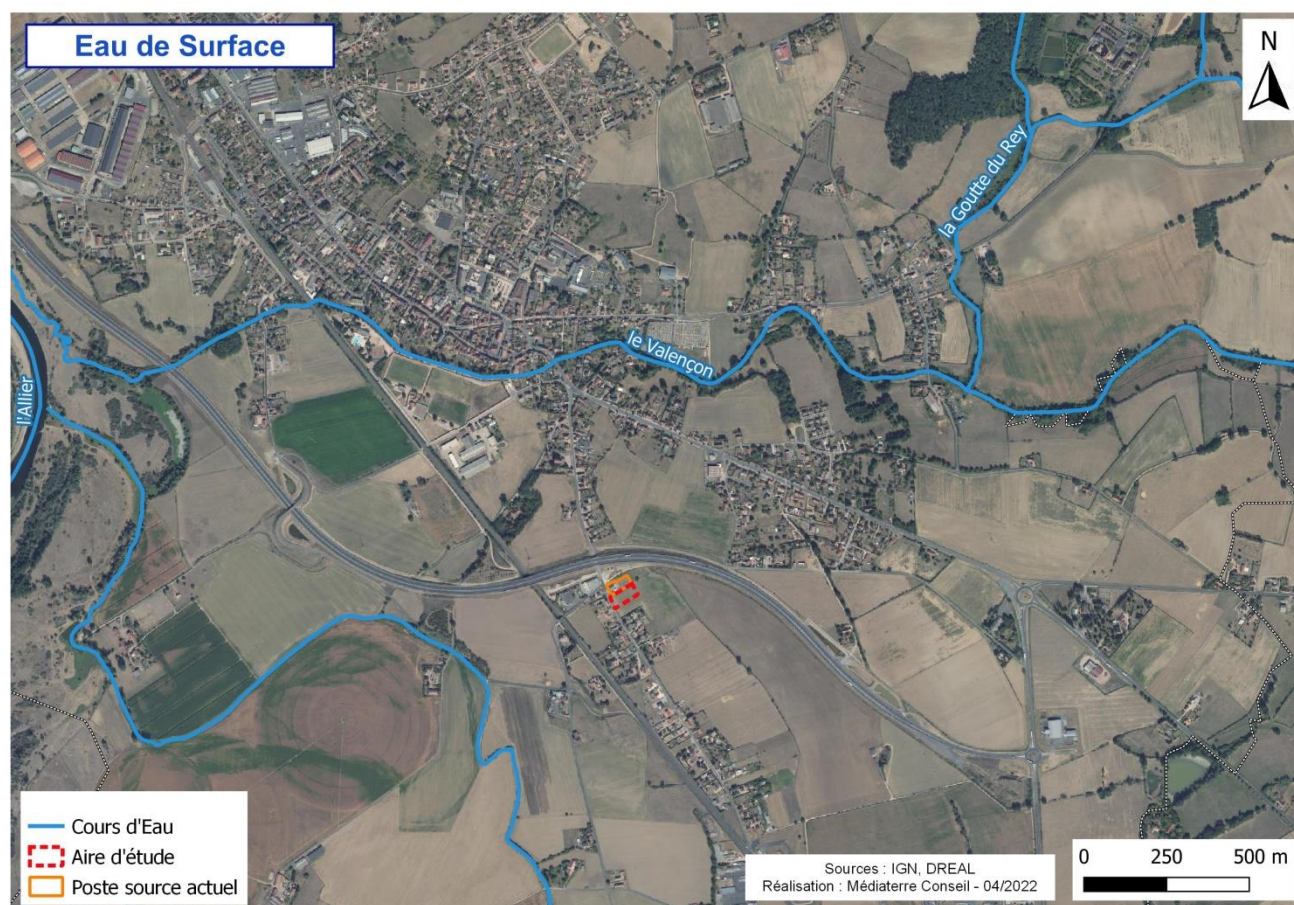 Eau de Surface
N
la Goutte du Rey
le Valençon
l'Allier
Cours d'Eau
Aire d'étude
Poste source actuel
Sources : IGN, DREAL
Réalisation : Médiaterre Conseil - 04/2022
0 250 500 m